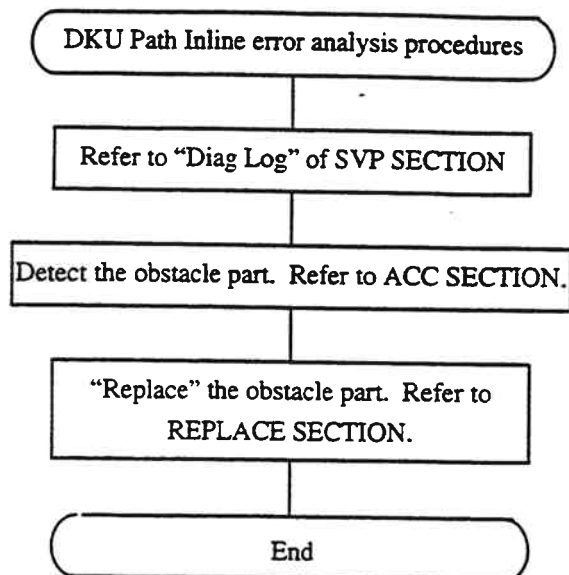 DKU Path Inline error analysis procedures
Refer to “Diag Log” of SVP SECTION
Detect the obstacle part. Refer to ACC SECTION.
“Replace” the obstacle part. Refer to
REPLACE SECTION.
End